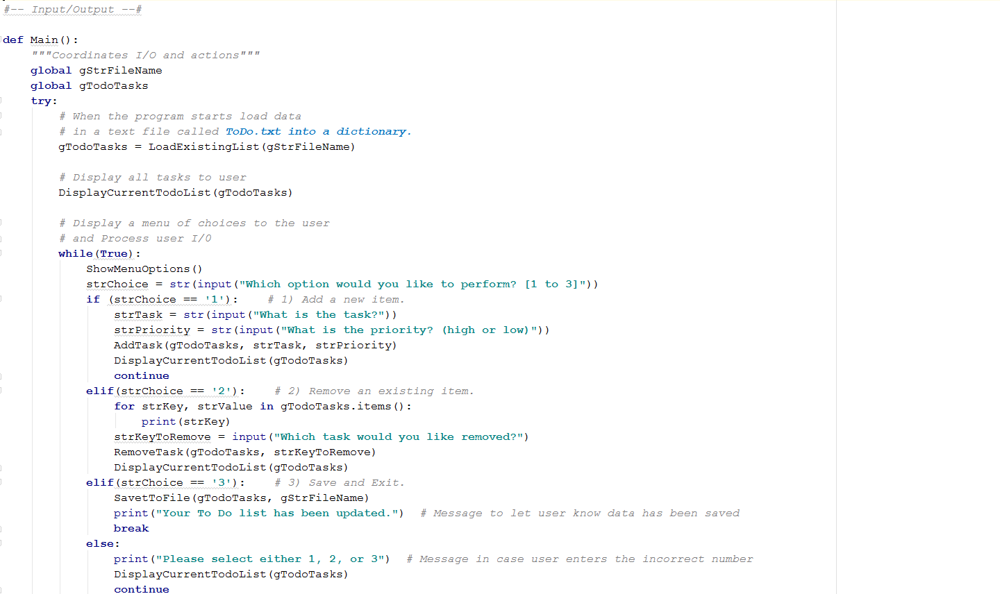 #-- Input/Output --#
def Main():
    """Coordinates I/O and actions"""
    global gStrFileName
    global gTodoTasks
    try:
        # When the program starts load data
        # in a text file called ToDo.txt into a dictionary.
        gTodoTasks = LoadExistingList(gStrFileName)
        # Display all tasks to user
        DisplayCurrentTodoList(gTodoTasks)
        # Display a menu of choices to the user
        # and Process user I/O
        while(True):
            ShowMenuOptions()
            strChoice = str(input("Which option would you like to perform? [1 to 3]"))
            if (strChoice == '1'):    # 1) Add a new item.
                strTask = str(input("What is the task?"))
                strPriority = str(input("What is the priority? (high or low)"))
                AddTask(gTodoTasks, strTask, strPriority)
                DisplayCurrentTodoList(gTodoTasks)
                continue
            elif(strChoice == '2'):    # 2) Remove an existing item.
                for strKey, strValue in gTodoTasks.items():
                    print(strKey)
                strKeyToRemove = input("Which task would you like removed?")
                RemoveTask(gTodoTasks, strKeyToRemove)
                DisplayCurrentTodoList(gTodoTasks)
            elif(strChoice == '3'):    # 3) Save and Exit.
                SavetToFile(gTodoTasks, gStrFileName)
                print("Your To Do list has been updated.")  # Message to let user know data has been saved
                break
            else:
                print("Please select either 1, 2, or 3")  # Message in case user enters the incorrect number
                DisplayCurrentTodoList(gTodoTasks)
                continue